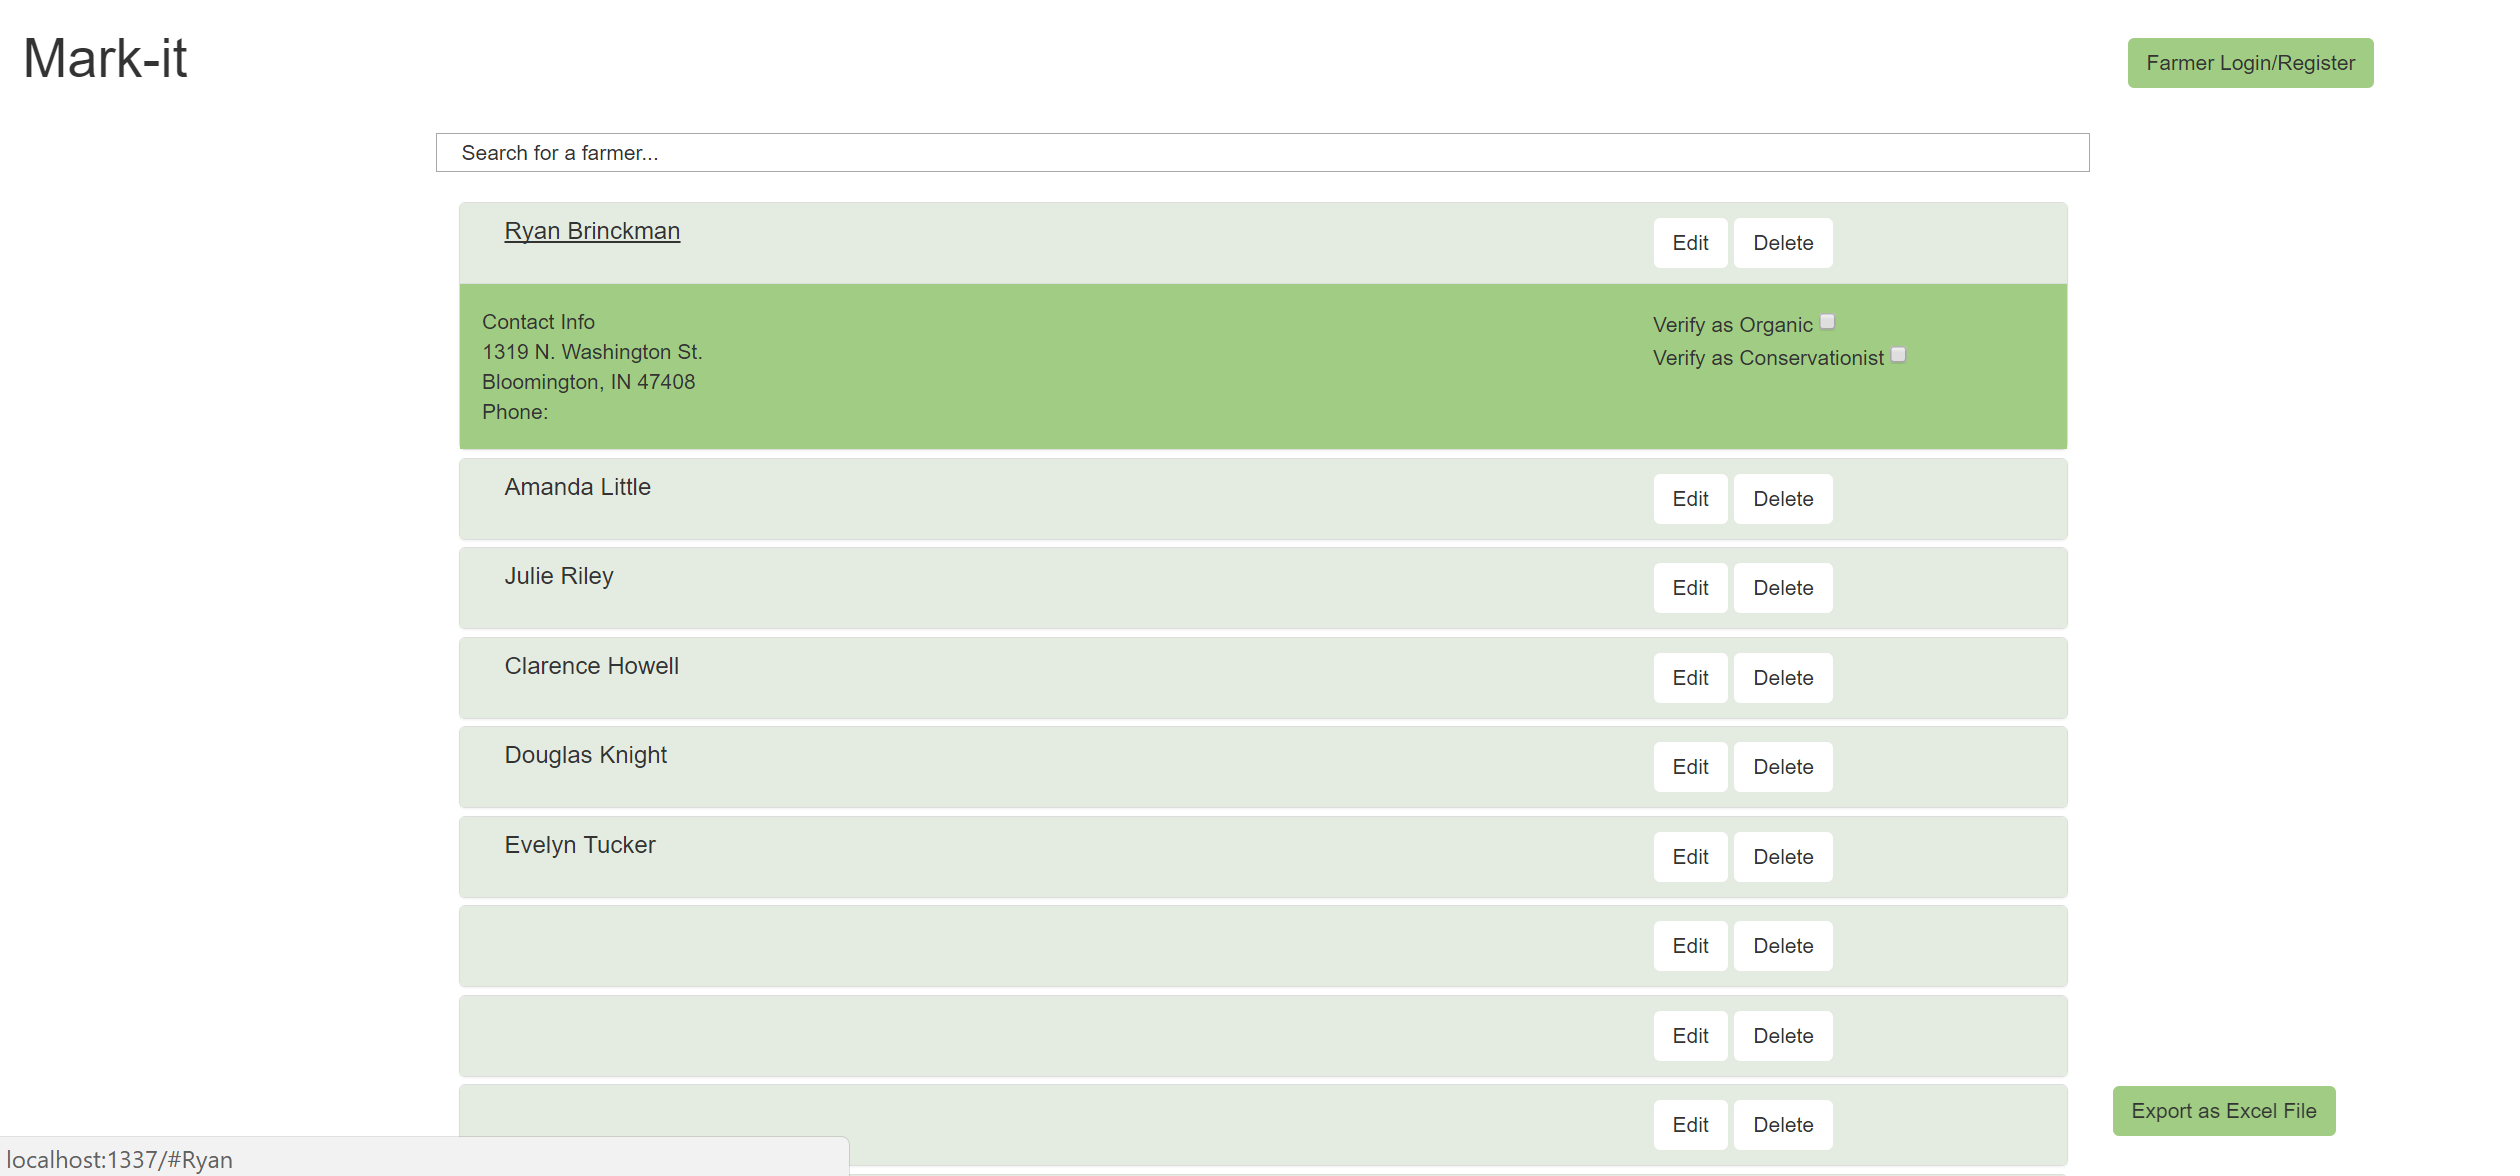 Mark-it
Farmer Login/Register
Search for a farmer...
Ryan Brinckman
Edit Delete
Contact Info
1319 N. Washington St.
Bloomington, IN 47408
Phone:
Verify as Organic
Verify as Conservationist
Amanda Little
Edit Delete
Julie Riley
Edit Delete
Clarence Howell
Edit Delete
Douglas Knight
Edit Delete
Evelyn Tucker
Edit Delete
Edit Delete
Edit Delete
Edit Delete
Export as Excel File
localhost:1337/#Ryan